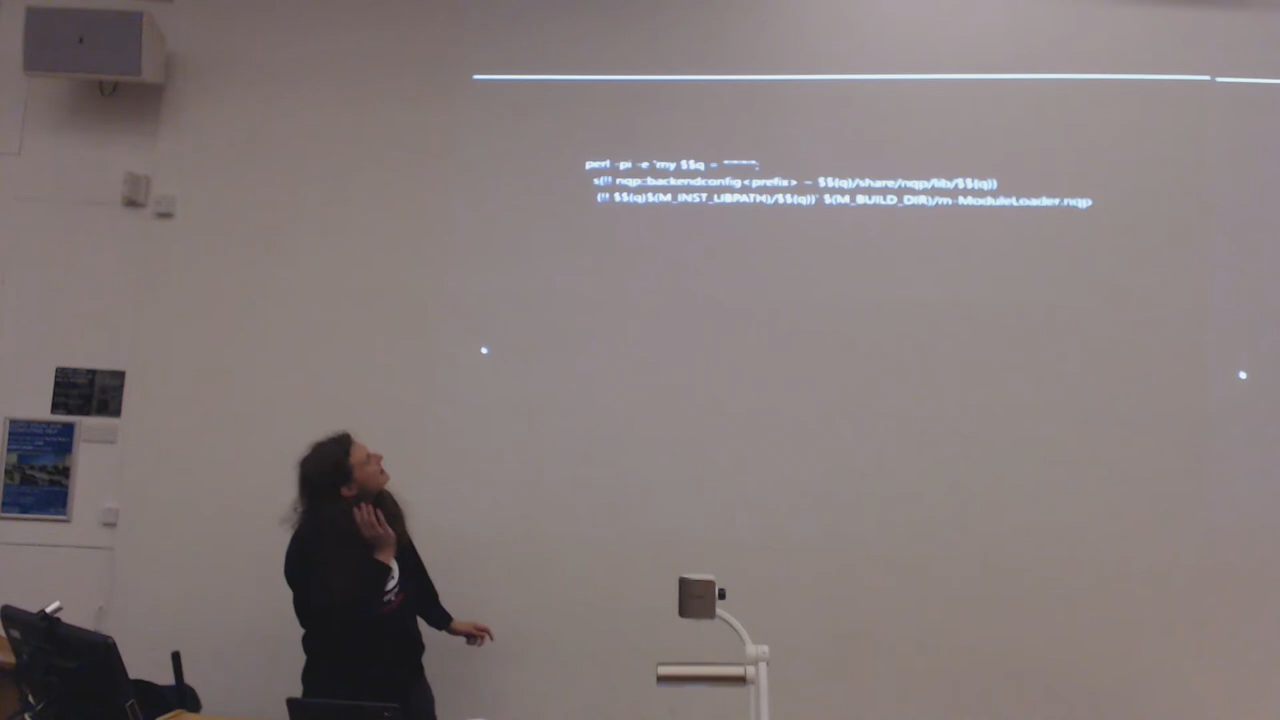 perl -pi -e 'my $$q = """";
s(!! nqp::backendconfig<prefix> ~ $$(q)/share/nqp/lib/$$(q))
(!! $$(q)$(M_INST_LIBPATH)/$$(q))' $(M_BUILD_DIR)/m-ModuleLoader.nqp